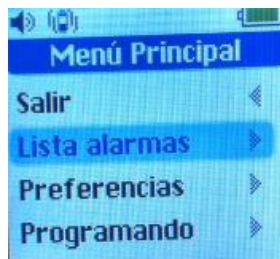 Menú Principal
Salir
Lista alarmas
Preferencias
Programando